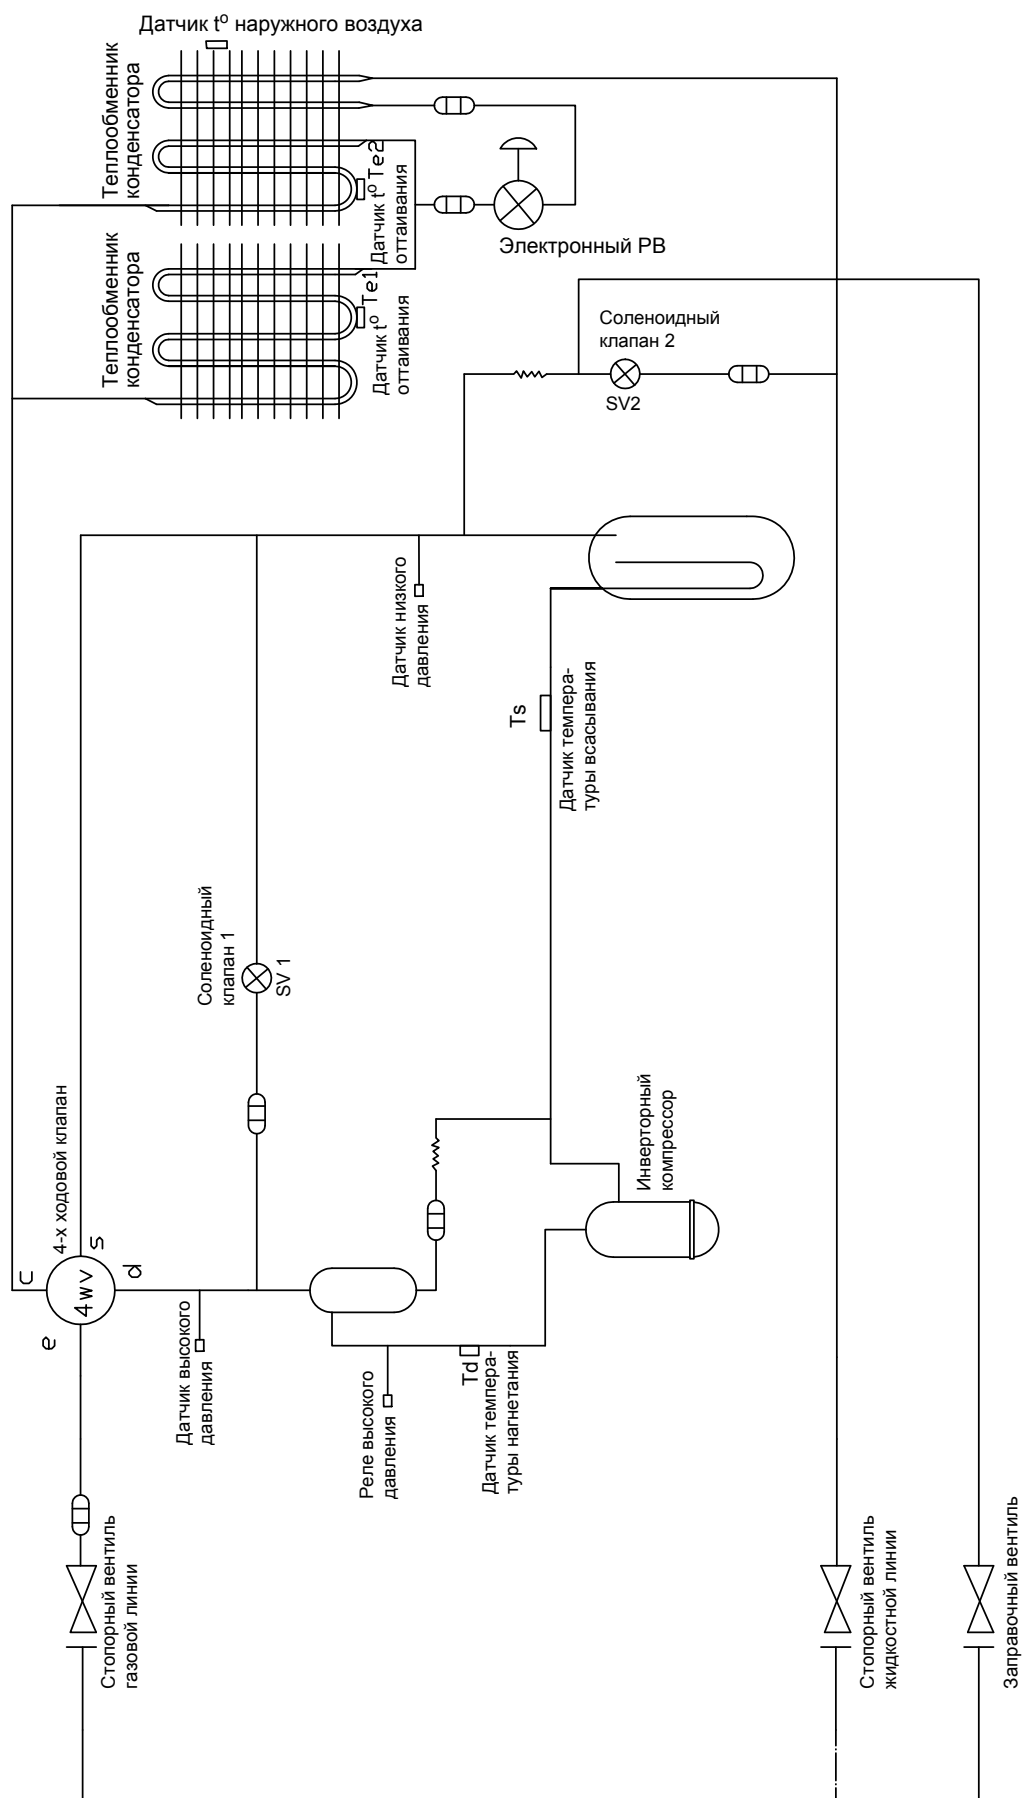 Датчик tº наружного воздуха
Теплообменник
конденсатора
Датчик tº Te2
оттаивания
Электронный РВ
Теплообменник
конденсатора
Датчик tº Te1
оттаивания
Соленоидный
клапан 2
SV2
Датчик низкого
давления
Ts
Датчик темпера-
туры всасывания
Соленоидный
клапан 1
SV 1
4-х ходовой клапан
c
s
4WV
d
e
Инверторный
компрессор
Датчик высокого
давления
Реле высокого
давления
Td
Датчик темпера-
туры нагнетания
Стопорный вентиль
газовой линии
Стопорный вентиль
жидкостной линии
Заправочный вентиль